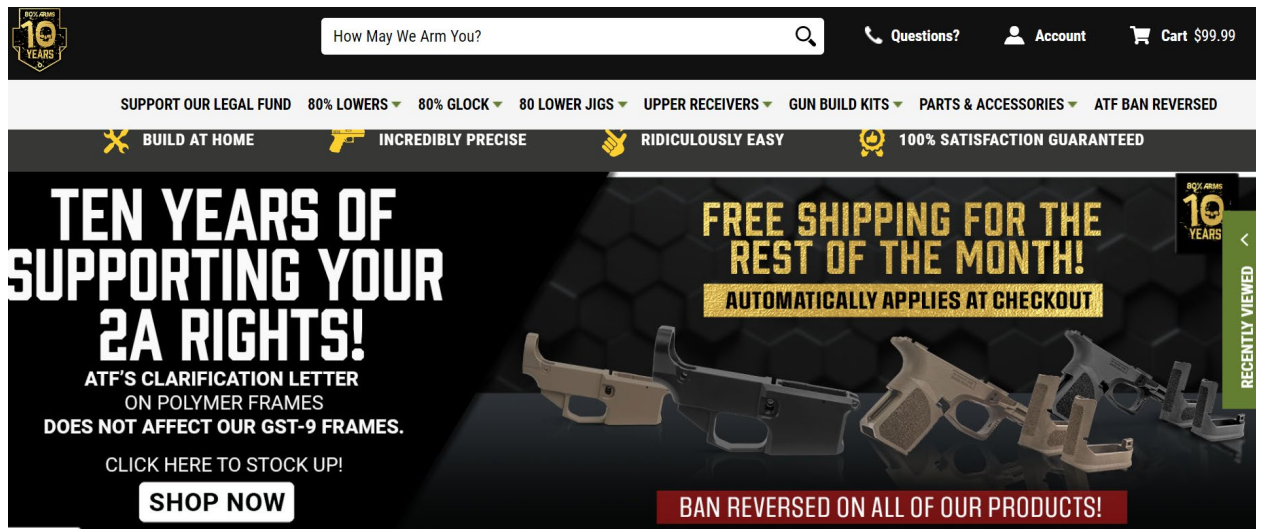 80% ARMS
10
YEARS
How May We Arm You?
Questions?
Account
Cart $99.99
SUPPORT OUR LEGAL FUND
80% LOWERS
80% GLOCK
80 LOWER JIGS
UPPER RECEIVERS
GUN BUILD KITS
PARTS & ACCESSORIES
ATF BAN REVERSED
BUILD AT HOME
INCREDIBLY PRECISE
RIDICULOUSLY EASY
100% SATISFACTION GUARANTEED
TEN YEARS OF
SUPPORTING YOUR
2A RIGHTS!
ATF'S CLARIFICATION LETTER
ON POLYMER FRAMES
DOES NOT AFFECT OUR GST-9 FRAMES.
CLICK HERE TO STOCK UP!
SHOP NOW
FREE SHIPPING FOR THE
REST OF THE MONTH!
AUTOMATICALLY APPLIES AT CHECKOUT
80% ARMS
10
YEARS
RECENTLY VIEWED
BAN REVERSED ON ALL OF OUR PRODUCTS!